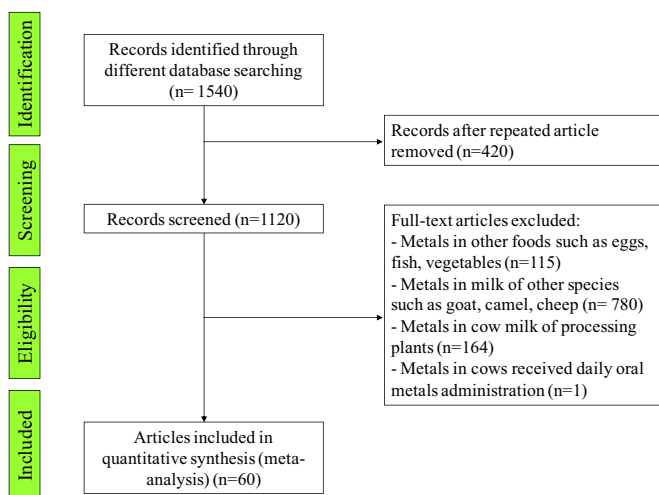 Identification
Records identified through
different database searching
(n= 1540)
Records after repeated article
removed (n=420)
Screening
Records screened (n=1120)
Full-text articles excluded:
- Metals in other foods such as eggs,
fish, vegetables (n=115)
- Metals in milk of other species
such as goat, camel, cheep (n= 780)
- Metals in cow milk of processing
plants (n=164)
- Metals in cows received daily oral
metals administration (n=1)
Eligibility
Included
Articles included in
quantitative synthesis (meta-
analysis) (n=60)